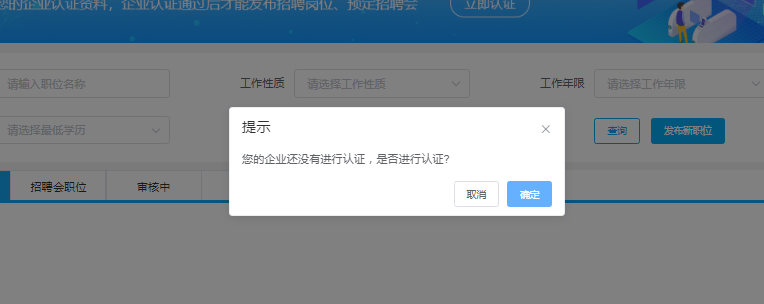 您的企业认证资料，企业认证通过后才能发布招聘岗位、预定招聘会
立即认证
请输入职位名称
工作性质
请选择工作性质
工作年限
请选择工作年限
请选择最低学历
查询
发布新职位
提示
您的企业还没有进行认证，是否进行认证?
取消
确定
招聘会职位
审核中